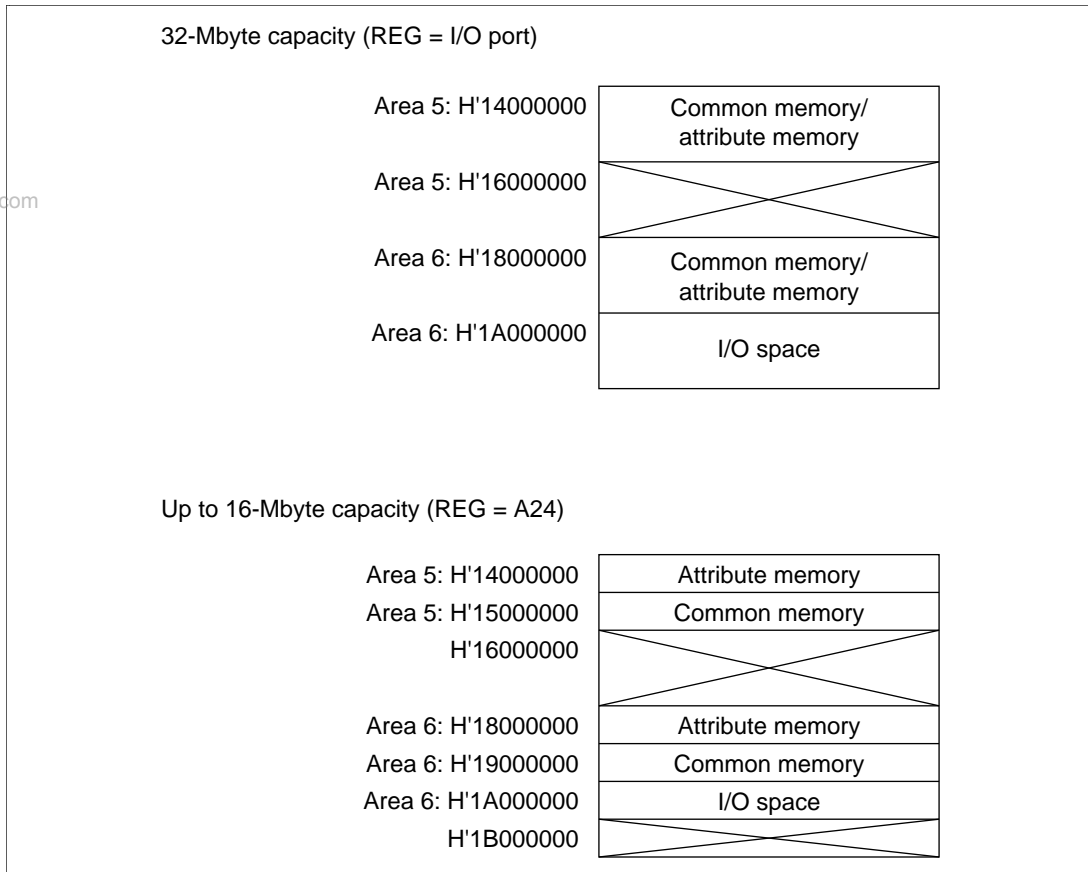 32-Mbyte capacity (REG = I/O port)
Area 5: H'14000000
Common memory/
attribute memory
Area 5: H'16000000
com
Area 6: H'18000000
Common memory/
attribute memory
Area 6: H'1A000000
I/O space
Up to 16-Mbyte capacity (REG = A24)
Area 5: H'14000000 Attribute memory
Area 5: H'15000000 Common memory
H'16000000
Area 6: H'18000000 Attribute memory
Area 6: H'19000000 Common memory
Area 6: H'1A000000 I/O space
H'1B000000